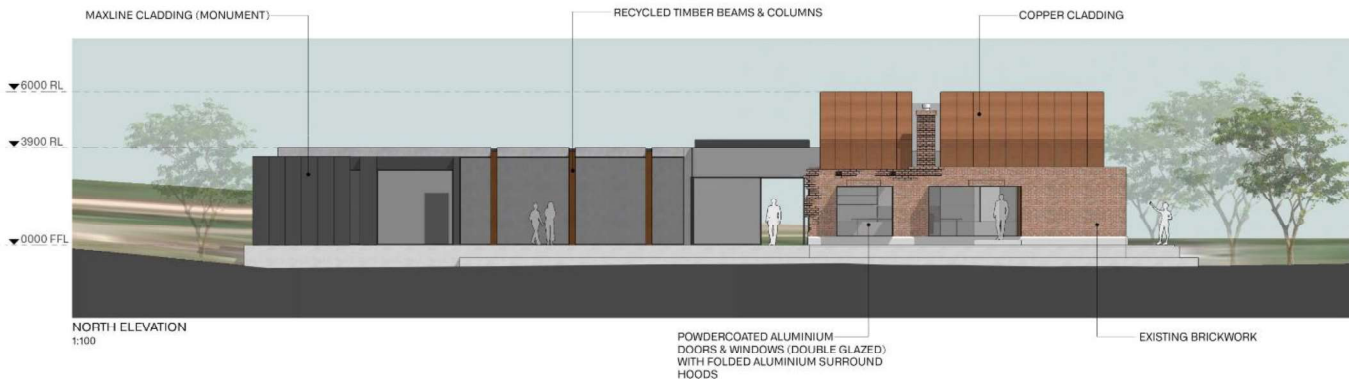 MAXLINE CLADDING (MONUMENT)
RECYCLED TIMBER BEAMS & COLUMNS
COPPER CLADDING
6000 RL
3900 RL
0000 FFL
NORTH ELEVATION
1:100
POWDERCOATED ALUMINIUM
DOORS & WINDOWS (DOUBLE GLAZED)
WITH FOLDED ALUMINIUM SURROUND
HOODS
EXISTING BRICKWORK